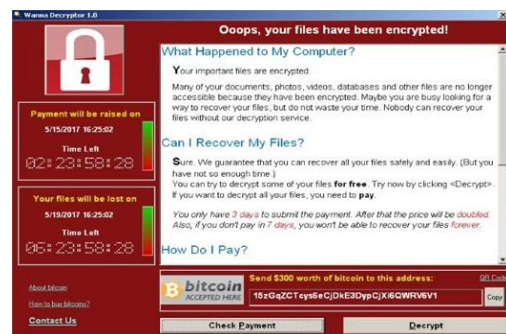 Wanna Decryptor 1.0
Ooops, your files have been encrypted!
What Happened to My Computer?
Your important files are encrypted.
Many of your documents, photos, videos, databases and other files are no longer
accessible because they have been encrypted. Maybe you are busy looking for a
way to recover your files, but do not waste your time. Nobody can recover your
files without our decryption service.
Can I Recover My Files?
Sure. We guarantee that you can recover all your files safely and easily. (But you
have not so enough time.)
You can try to decrypt some of your files for free. Try now by clicking <Decrypt>.
If you want to decrypt all your files, you need to pay.
You only have 3 days to submit the payment. After that the price will be doubled.
Also, if you don't pay in 7 days, you won't be able to recover your files forever.
How Do I Pay?
Payment will be raised on
5/15/2017 16:25:02
Time Left
02:23:58:28
Your files will be lost on
5/19/2017 16:25:02
Time Left
06:23:58:28
About bitcoin
How to buy bitcoins?
Contact Us
bitcoin
ACCEPTED HERE
Send $300 worth of bitcoin to this address:
QR Code
15zGqZCTcys6eCjDkE3DypCjXi6QWRV6V1
Copy
Check Payment
Decrypt